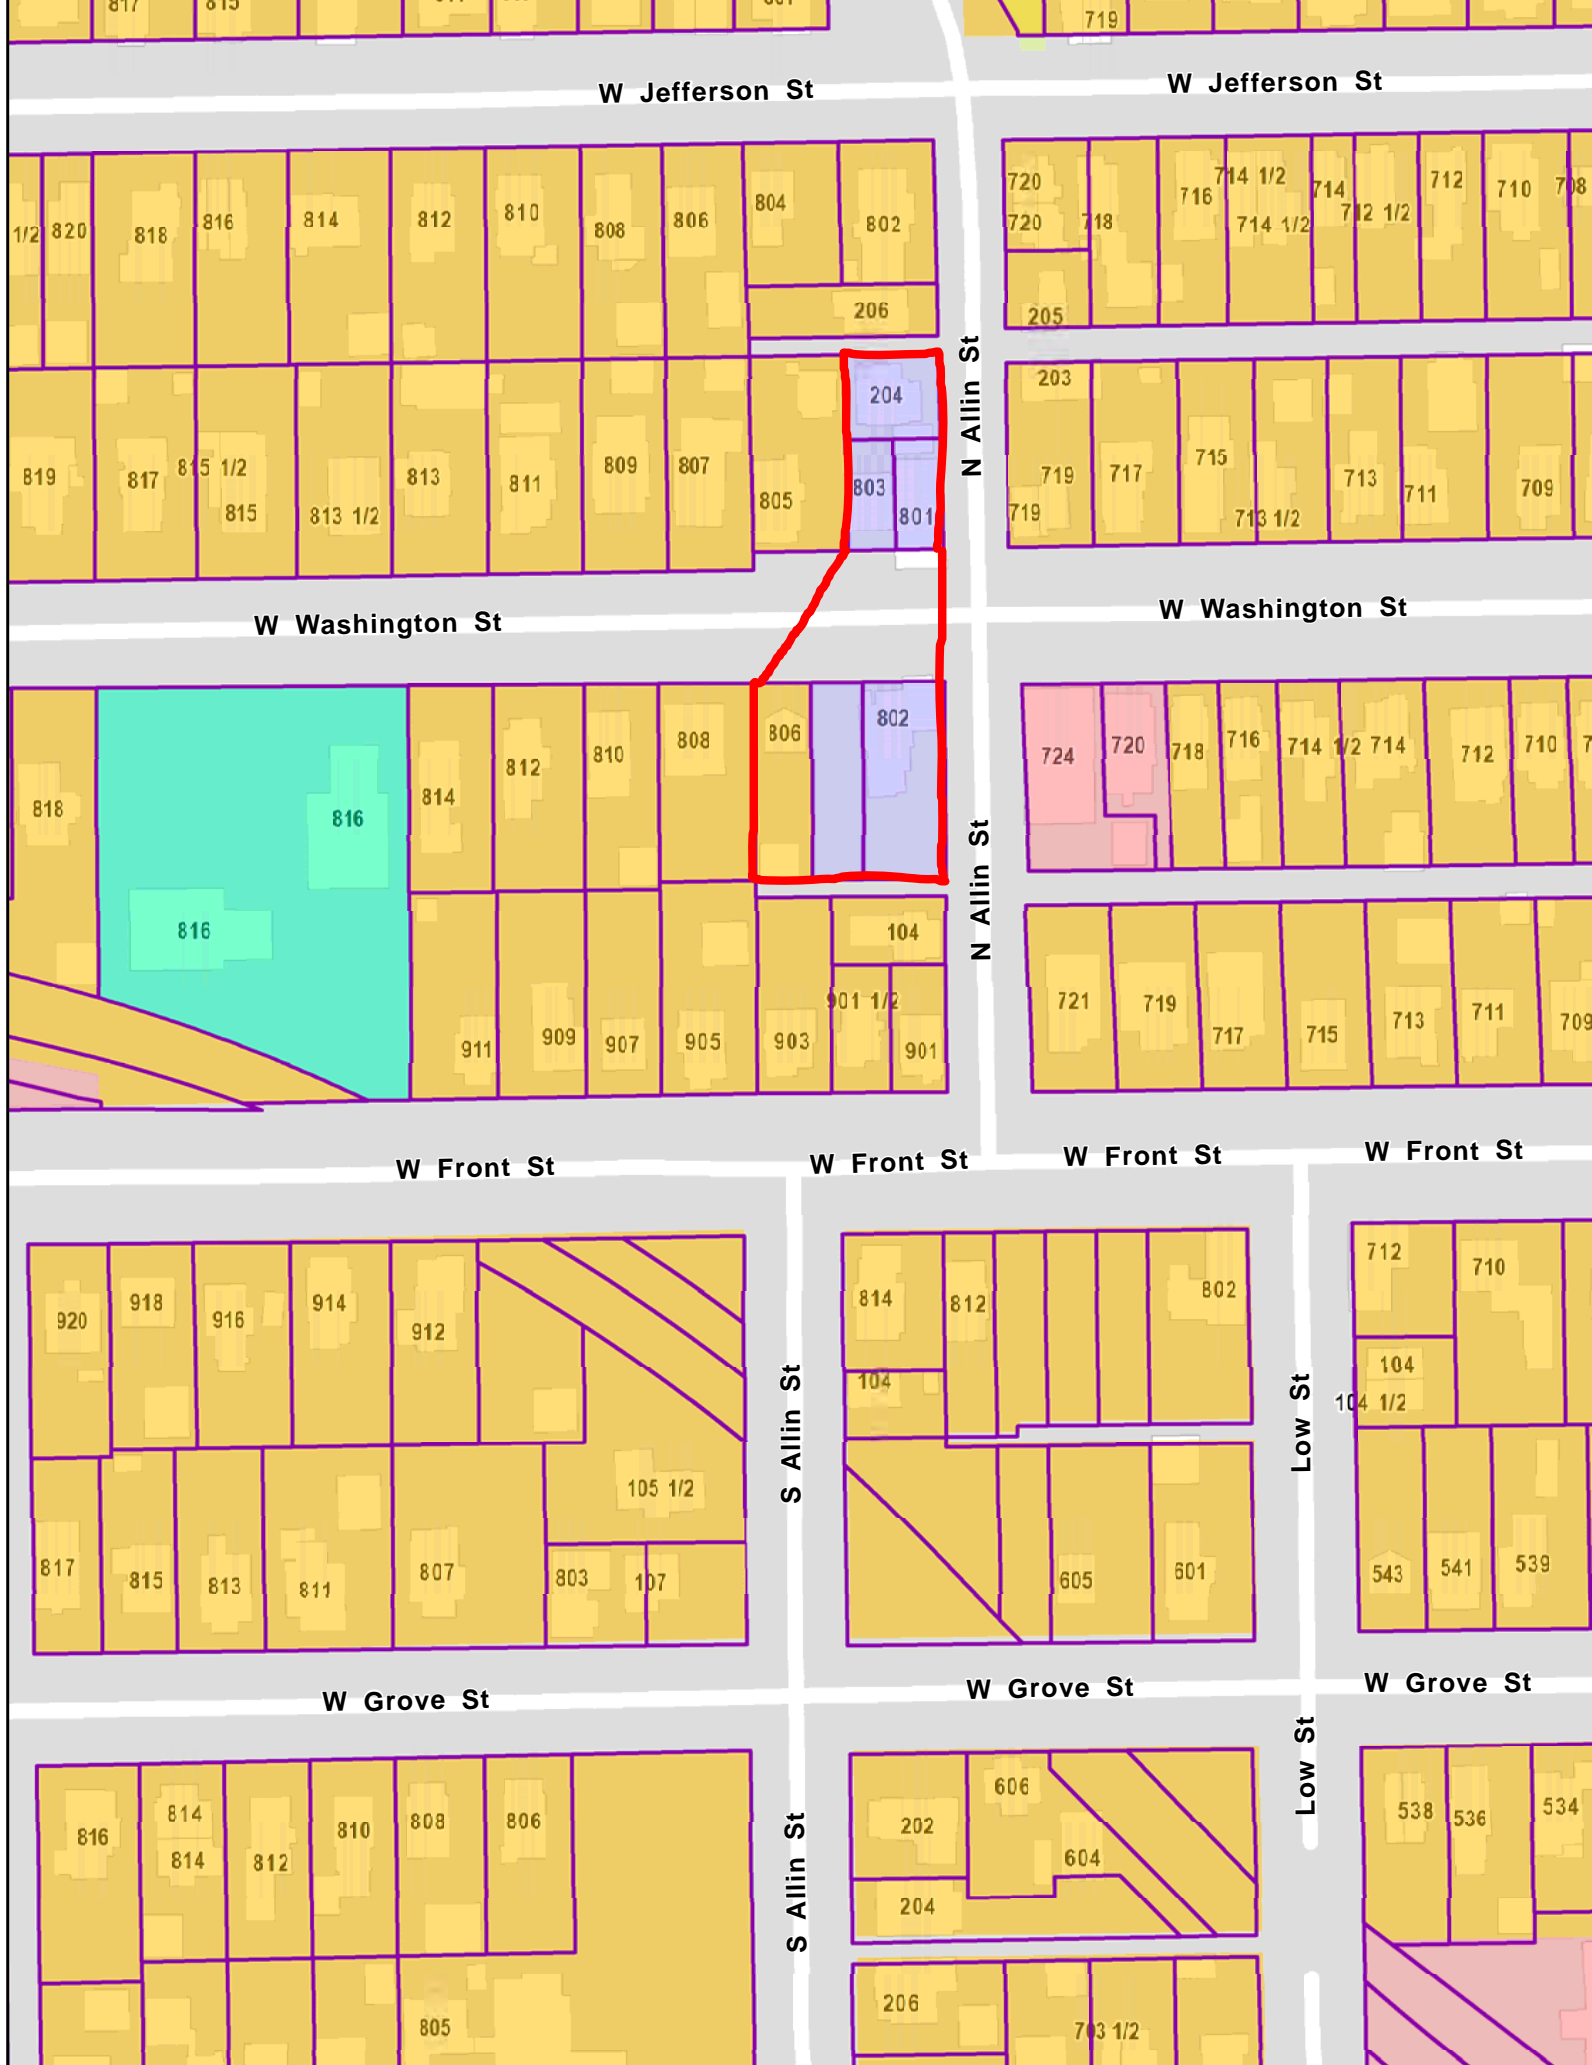 817 815 719
W Jefferson St W Jefferson St
1/2 820 818 816 814 812 810 808 806 804 802 720 716 714 1/2 714 712 710 708
720 718 714 1/2 712 1/2
206 205
N Allin St
204 203
819 817 815 1/2 813 811 809 807 805 803 719 717 715 713 711 709
815 813 1/2 801 719 713 1/2
W Washington St W Washington St
818 816 814 812 810 808 806 802 724 720 718 716 714 1/2 714 712 710 7
N Allin St
816 104
911 909 907 905 903 901 1/2 901 721 719 717 715 713 711 709
W Front St W Front St W Front St W Front St
920 918 916 914 912 814 812 802 712 710
104 104
104 1/2
S Allin St Low St
105 1/2
817 815 813 811 807 803 107 605 601 543 541 539
W Grove St W Grove St W Grove St
Low St
816 814 812 810 808 806 202 606 538 536 534
814 604
S Allin St
204
805 206 703 1/2